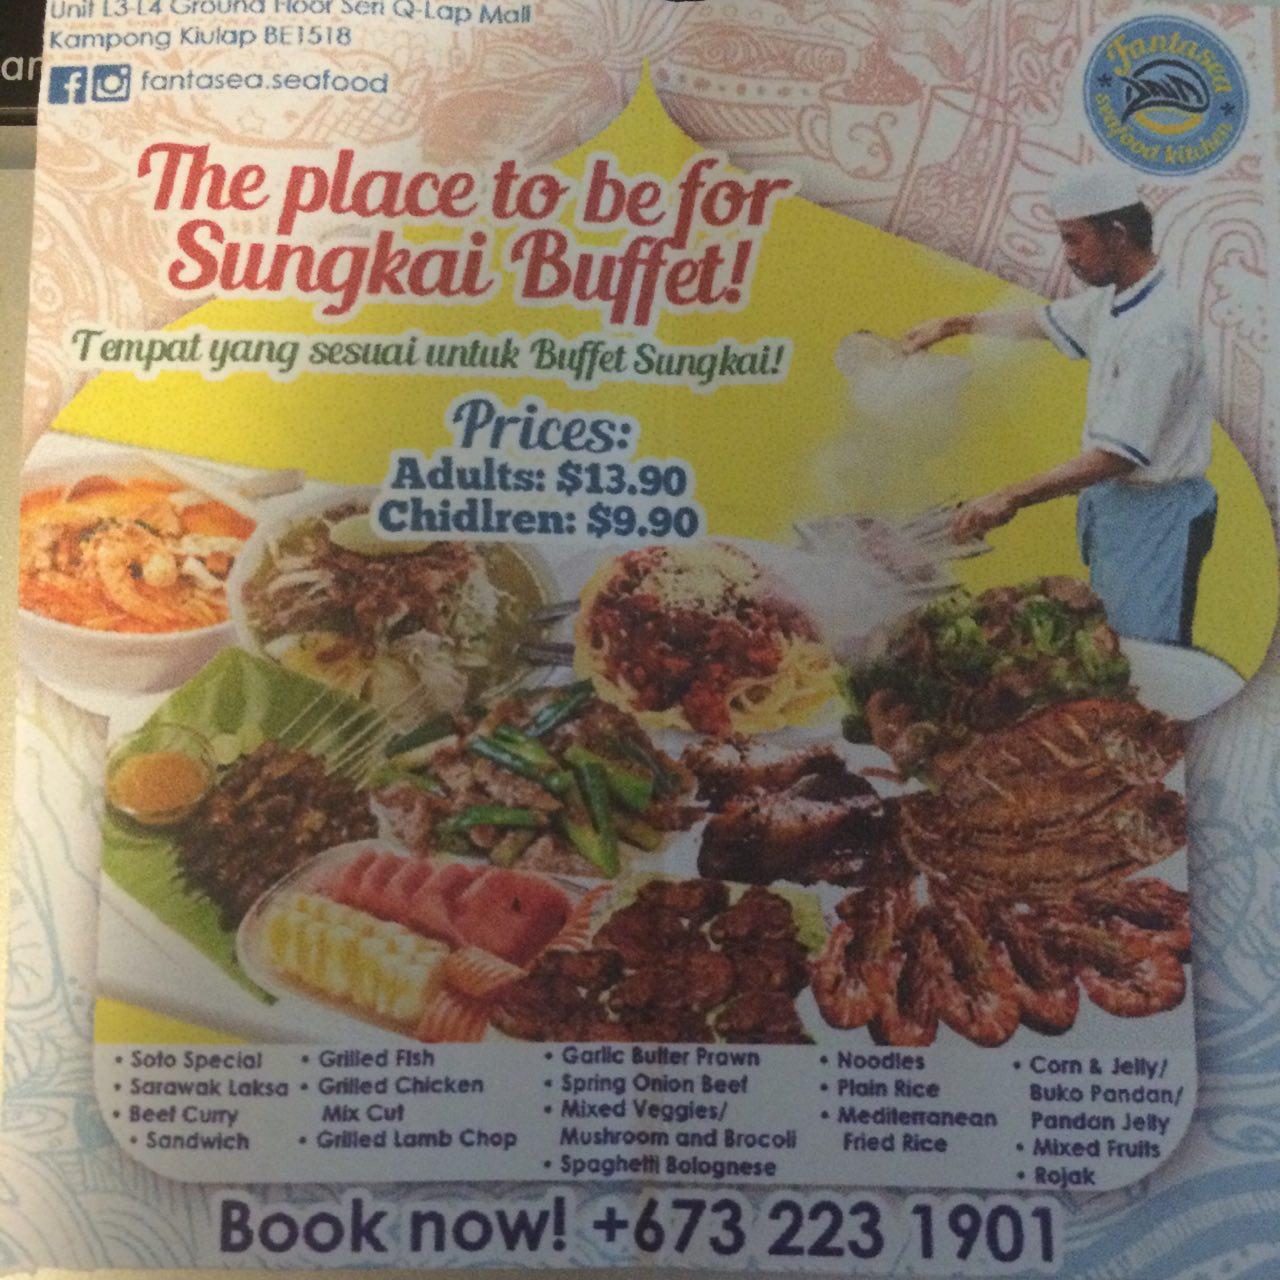 Unit L3-L4 Ground Floor Seri Q-Lap Mall
Kampong Kiulap BE1518
fantasea.seafood
Fantasea
seafood kitchen
The place to be for
Sungkai Buffet!
Tempat yang sesuai untuk Buffet Sungkai!
Prices:
Adults: $13.90
Chidlren: $9.90
• Soto Special
• Sarawak Laksa
• Beef Curry
• Sandwich
• Grilled Fish
• Grilled Chicken
Mix Cut
• Grilled Lamb Chop
• Garlic Butter Prawn
• Spring Onion Beef
• Mixed Veggies/
Mushroom and Brocoli
• Spaghetti Bolognese
• Noodles
• Plain Rice
• Mediterranean
Fried Rice
• Corn & Jelly/
Buko Pandan/
Pandan Jelly
• Mixed Fruits
• Rojak
Book now! +673 223 1901